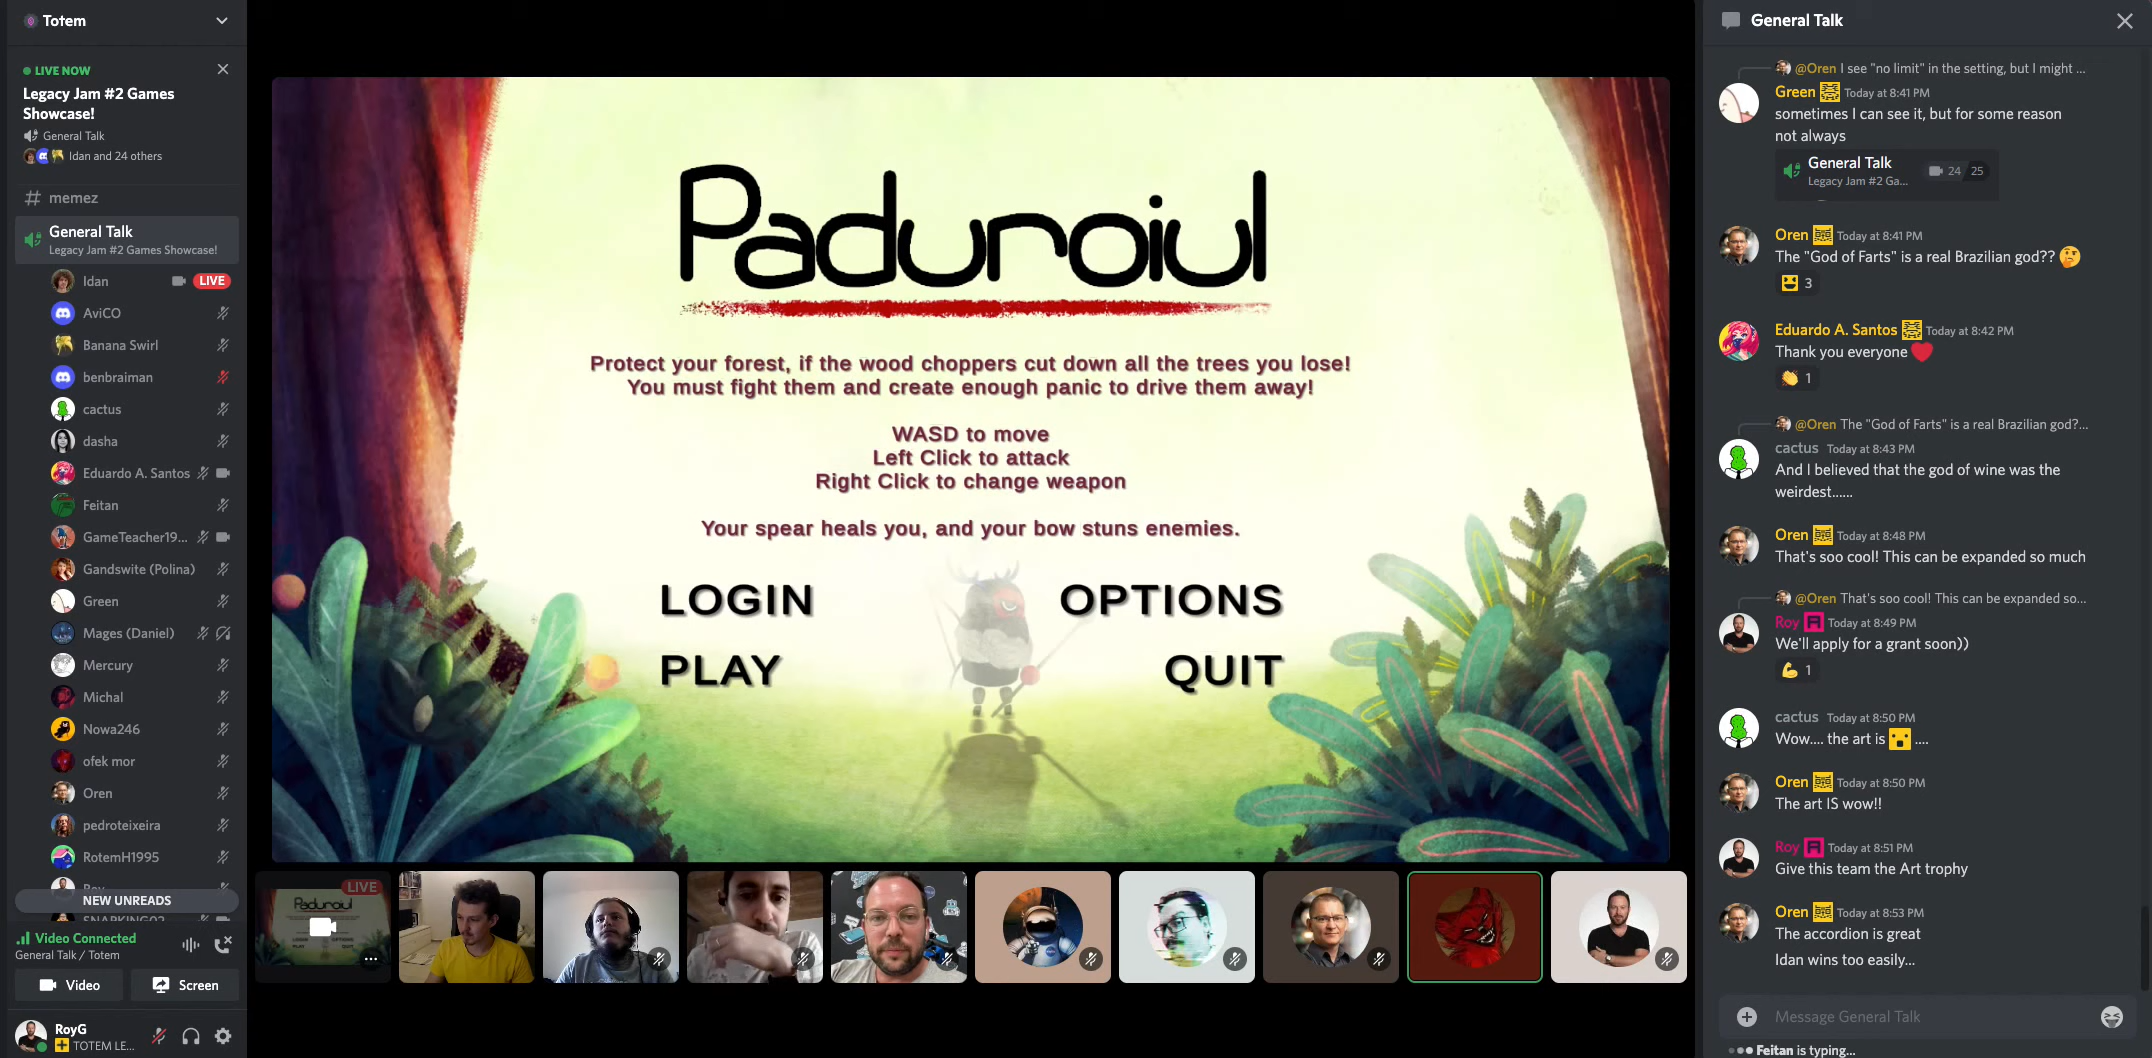 Totem
LIVE NOW
Legacy Jam #2 Games
Showcase!
General Talk
Idan and 24 others
# memez
General Talk
Legacy Jam #2 Games Showcase!
Idan
LIVE
AviCO
Banana Swirl
benbraiman
cactus
dasha
Eduardo A. Santos
Feitan
GameTeacher19...
Gandswite (Polina)
Green
Mages (Daniel)
Mercury
Michal
Nowa246
ofek mor
Oren
pedroteixeira
RotemH1995
Roy
NEW UNREADS
Video Connected
General Talk / Totem
Video
Screen
RoyG
TOTEM LE...
Paduroiul
Protect your forest, if the wood choppers cut down all the trees you lose!
You must fight them and create enough panic to drive them away!
WASD to move
Left Click to attack
Right Click to change weapon
Your spear heals you, and your bow stuns enemies.
LOGIN
OPTIONS
PLAY
QUIT
LIVE
Paduroiul
General Talk
@Oren I see "no limit" in the setting, but I might ...
Green Today at 8:41 PM
sometimes I can see it, but for some reason
not always
General Talk
Legacy Jam #2 Ga...
24 25
Oren Today at 8:41 PM
The "God of Farts" is a real Brazilian god?? 🤔
3
Eduardo A. Santos Today at 8:42 PM
Thank you everyone ❤️
1
@Oren The "God of Farts" is a real Brazilian god?...
cactus Today at 8:43 PM
And I believed that the god of wine was the
weirdest......
Oren Today at 8:48 PM
That's soo cool! This can be expanded so much
@Oren That's soo cool! This can be expanded so...
Roy Today at 8:49 PM
We'll apply for a grant soon))
1
cactus Today at 8:50 PM
Wow.... the art is ....
Oren Today at 8:50 PM
The art IS wow!!
Roy Today at 8:51 PM
Give this team the Art trophy
Oren Today at 8:53 PM
The accordion is great
Idan wins too easily...
Message General Talk
Feitan is typing...